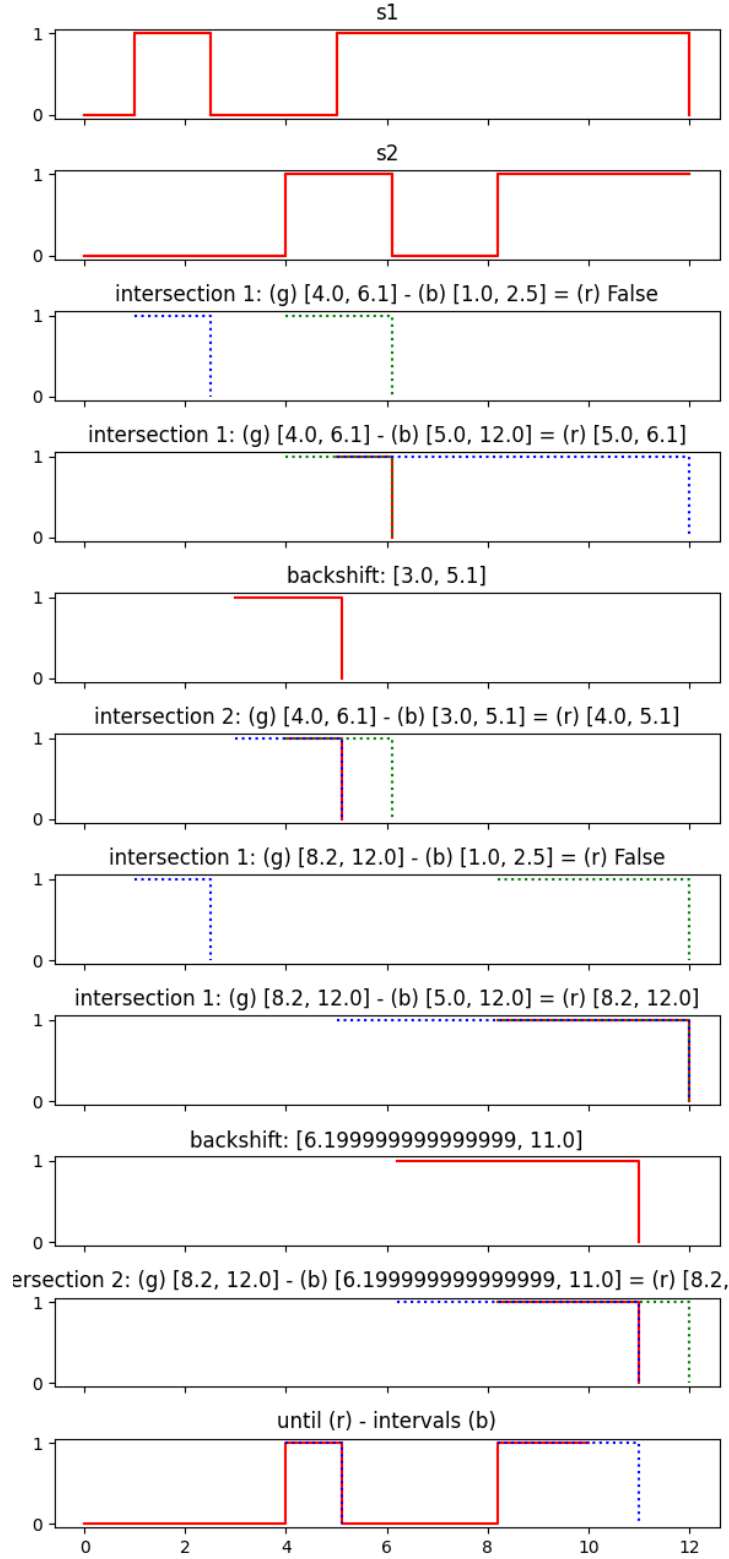 s1
1
0
s2
1
0
intersection 1: (g) [4.0, 6.1] - (b) [1.0, 2.5] = (r) False
1
0
intersection 1: (g) [4.0, 6.1] - (b) [5.0, 12.0] = (r) [5.0, 6.1]
1
0
backshift: [3.0, 5.1]
1
0
intersection 2: (g) [4.0, 6.1] - (b) [3.0, 5.1] = (r) [4.0, 5.1]
1
0
intersection 1: (g) [8.2, 12.0] - (b) [1.0, 2.5] = (r) False
1
0
intersection 1: (g) [8.2, 12.0] - (b) [5.0, 12.0] = (r) [8.2, 12.0]
1
0
backshift: [6.199999999999999, 11.0]
1
0
ersection 2: (g) [8.2, 12.0] - (b) [6.199999999999999, 11.0] = (r) [8.2,
1
0
until (r) - intervals (b)
1
0
0 2 4 6 8 10 12